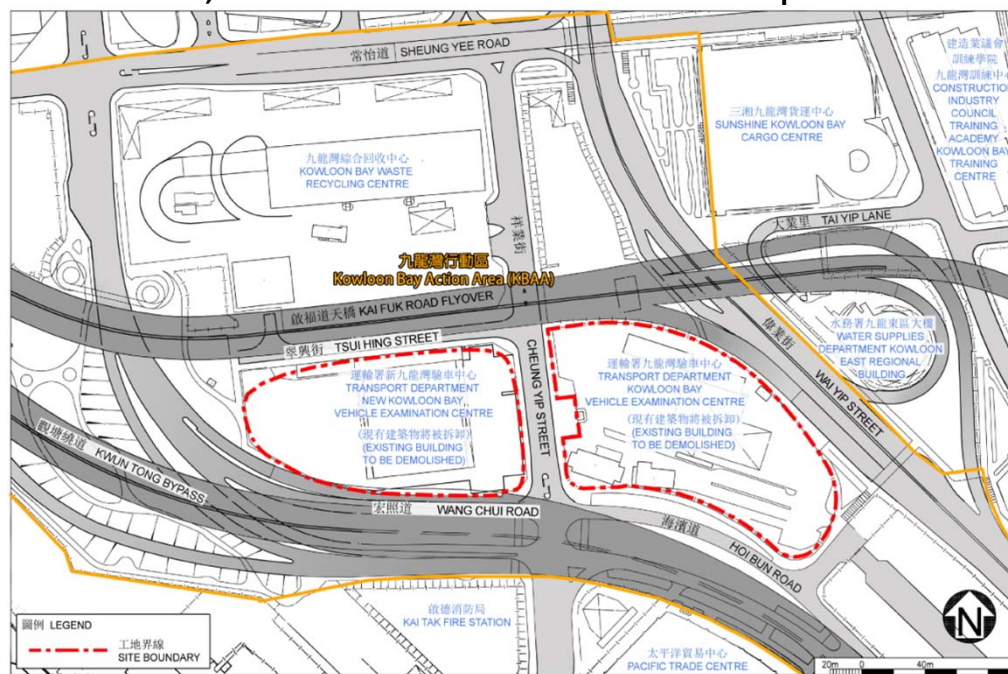 常怡道 SHEUNG YEE ROAD
建造業議會
訓練學院
九龍灣訓練中心
CONSTRUCTION
INDUSTRY
COUNCIL
TRAINING
ACADEMY
KOWLOON BAY
TRAINING
CENTRE
三湘九龍灣貨運中心
SUNSHINE KOWLOON BAY
CARGO CENTRE
九龍灣綜合回收中心
KOWLOON BAY WASTE
RECYCLING CENTRE
祥業街
大業里 TAI YIP LANE
九龍灣行動區
Kowloon Bay Action Area (KBAA)
啟福道天橋 KAI FUK ROAD FLYOVER
翠興街 TSUI HING STREET
CHEUNG YIP STREET
偉業街
WAI YIP STREET
水務署九龍東區大樓
WATER SUPPLIES
DEPARTMENT KOWLOON
EAST REGIONAL
BUILDING
運輸署新九龍灣驗車中心
TRANSPORT DEPARTMENT
NEW KOWLOON BAY
VEHICLE EXAMINATION CENTRE
(現有建築物將被拆卸)
(EXISTING BUILDING
TO BE DEMOLISHED)
運輸署九龍灣驗車中心
TRANSPORT DEPARTMENT
KOWLOON BAY
VEHICLE EXAMINATION CENTRE
(現有建築物將被拆卸)
(EXISTING BUILDING
TO BE DEMOLISHED)
觀塘繞道 KWUN TONG BYPASS
宏照道 WANG CHUI ROAD
海濱道 HOI BUN ROAD
啟德消防局
KAI TAK FIRE STATION
太平洋貿易中心
PACIFIC TRADE CENTRE
圖例 LEGEND
工地界線
SITE BOUNDARY
N
20m 0 40m